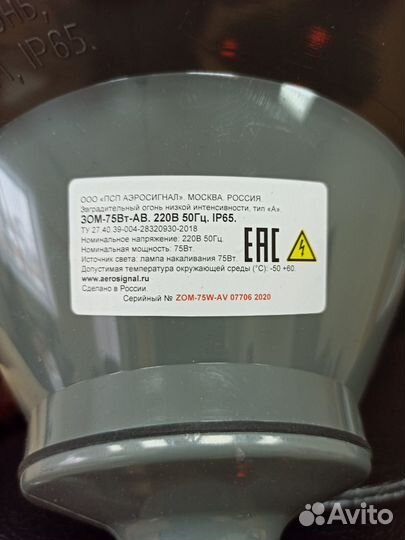 ОНЬ,
IP65.
ООО «ПСП АЭРОСИГНАЛ». МОСКВА. РОССИЯ.
Заградительный огонь низкой интенсивности, тип «А».
ЗОМ-75Вт-АВ. 220В 50Гц. IP65.
ТУ 27.40.39-004-28320930-2018
Номинальное напряжение: 220В 50Гц.
Номинальная мощность: 75Вт.
Источник света: лампа накаливания 75Вт.
Допустимая температура окружающей среды (°C): -50 +60.
www.aerosignal.ru
Сделано в России.
Серийный № ZOM-75W-AV 07706 2020
EAC
Avito